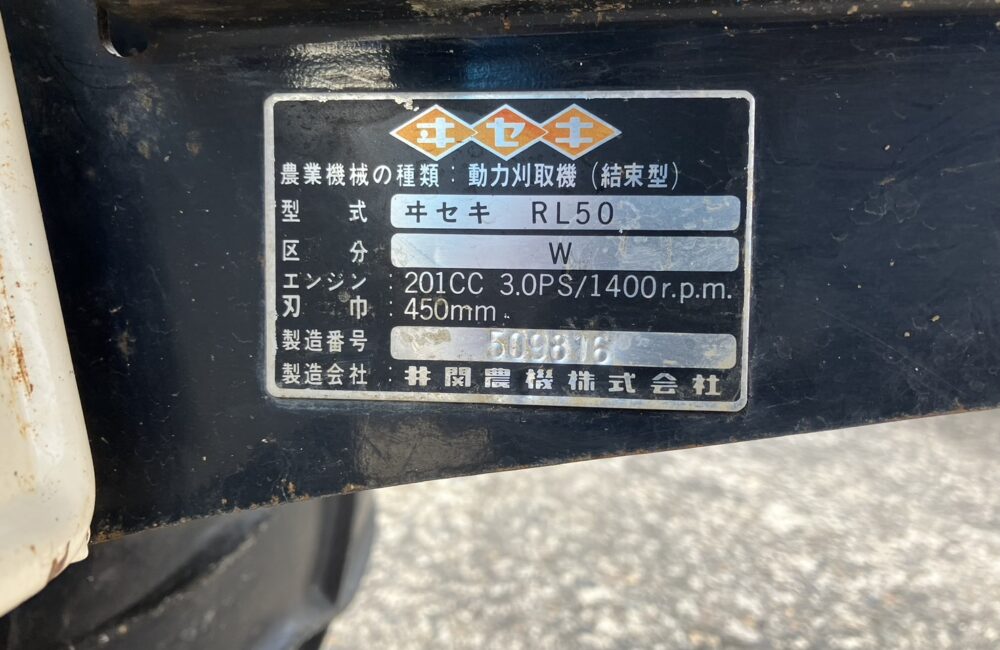 ヰセキ
農業機械の種類：動力刈取機（結束型）
型式 ヰセキ RL50
区分 W
エンジン：201CC 3.0PS/1400r.p.m.
刃巾：450mm
製造番号 509816
製造会社：井関農機株式会社